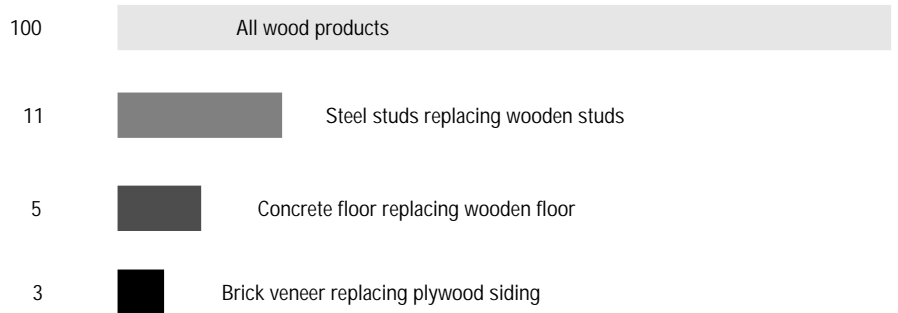 100 All wood products
11 Steel studs replacing wooden studs
5 Concrete floor replacing wooden floor
3 Brick veneer replacing plywood siding